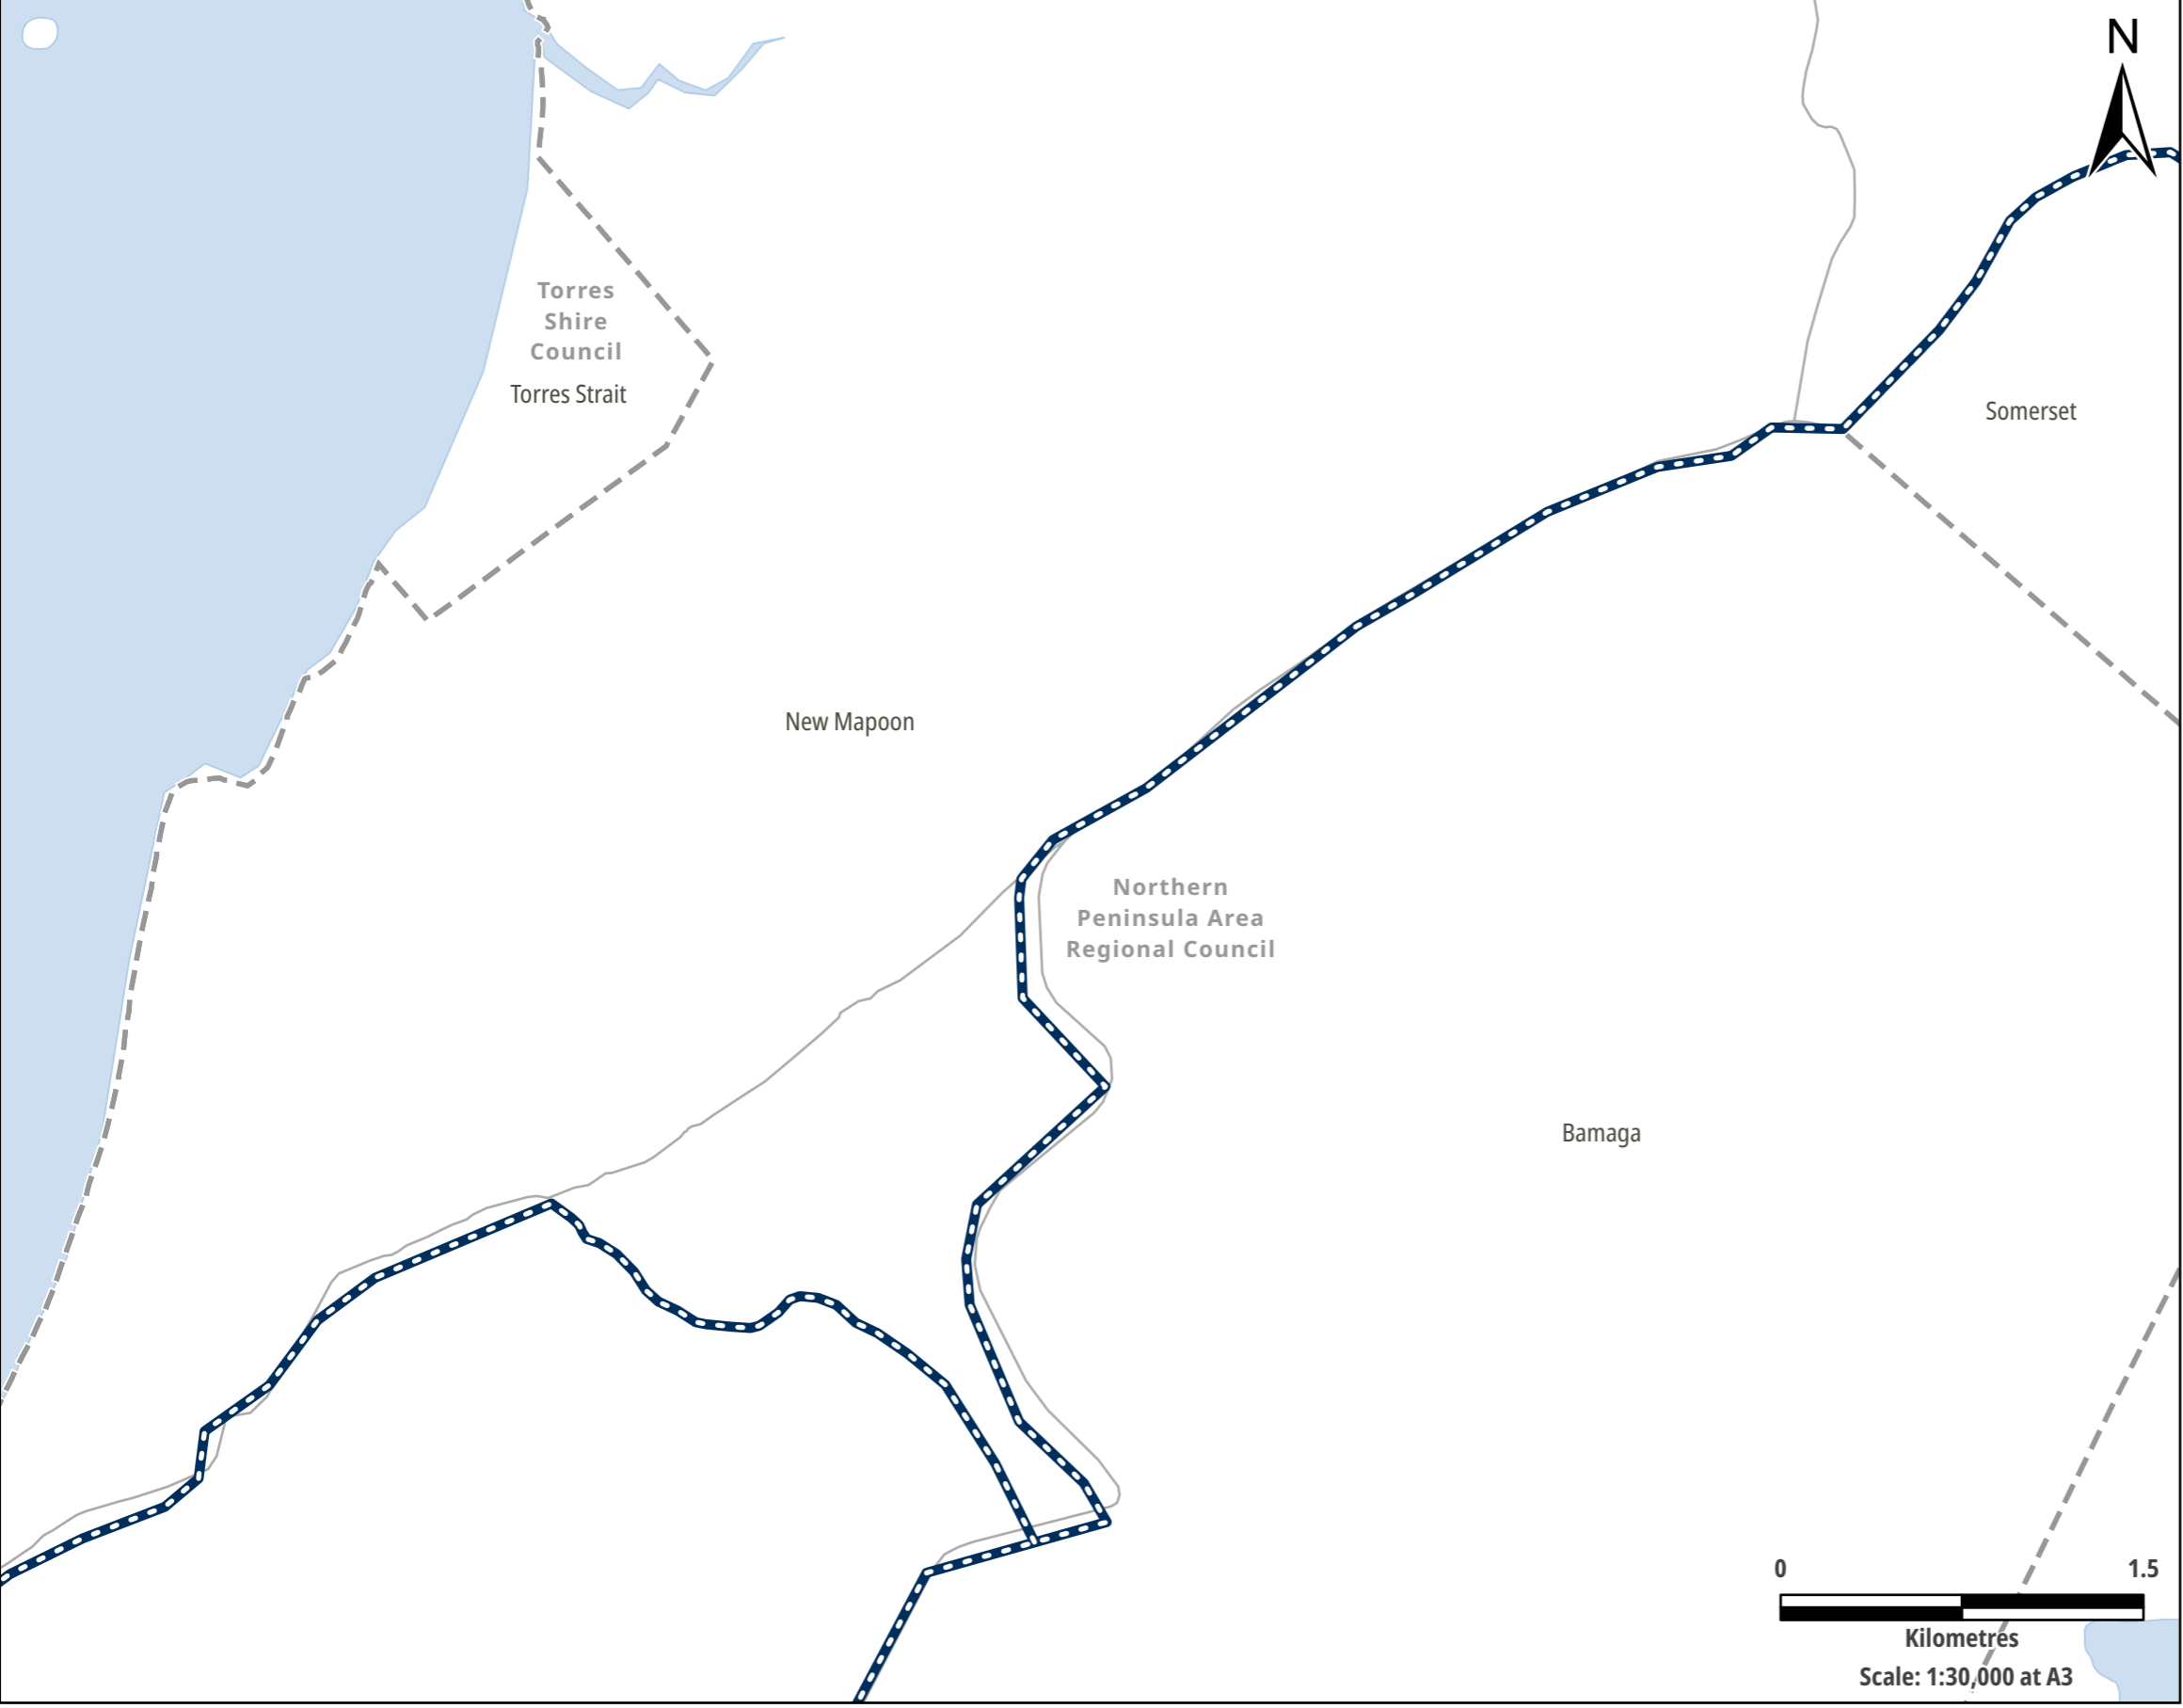 N
Torres
Shire
Council
Torres Strait
Somerset
New Mapoon
Northern
Peninsula Area
Regional Council
Bamaga
0 1.5
Kilometres
Scale: 1:30,000 at A3